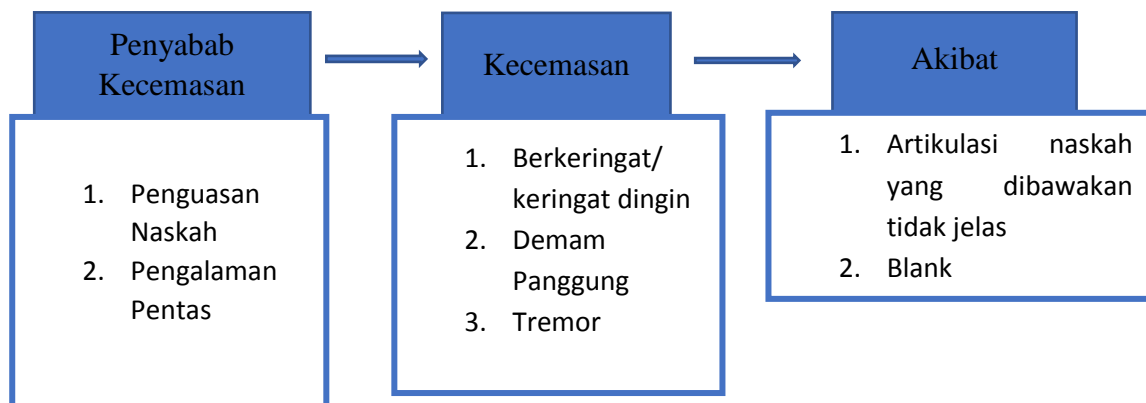 Penyabab
Kecemasan
1. Penguasan
Naskah
2. Pengalaman
Pentas
Kecemasan
1. Berkeringat/
keringat dingin
2. Demam
Panggung
3. Tremor
Akibat
1. Artikulasi naskah
yang dibawakan
tidak jelas
2. Blank